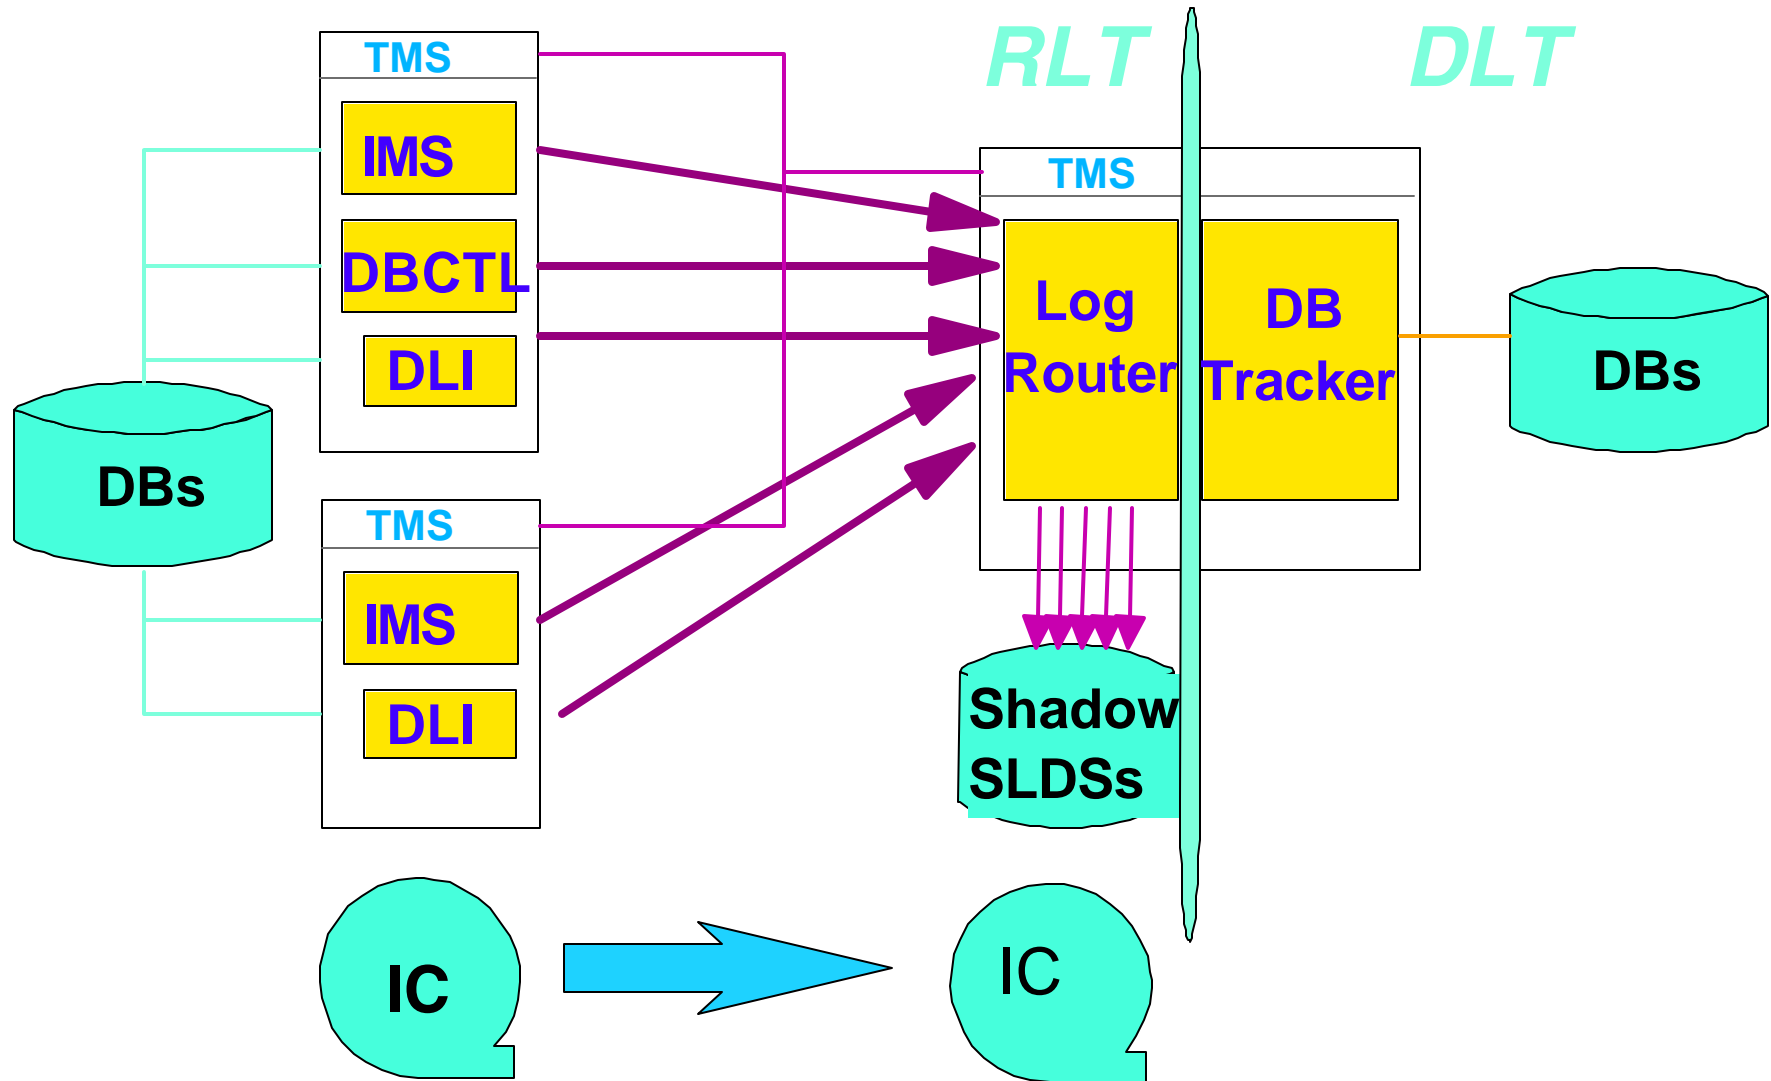 RLT
DLT
TMS
IMS
DBCTL
DLI
TMS
Log
Router
DB
Tracker
DBs
DBs
TMS
IMS
DLI
Shadow
SLDSs
IC
IC